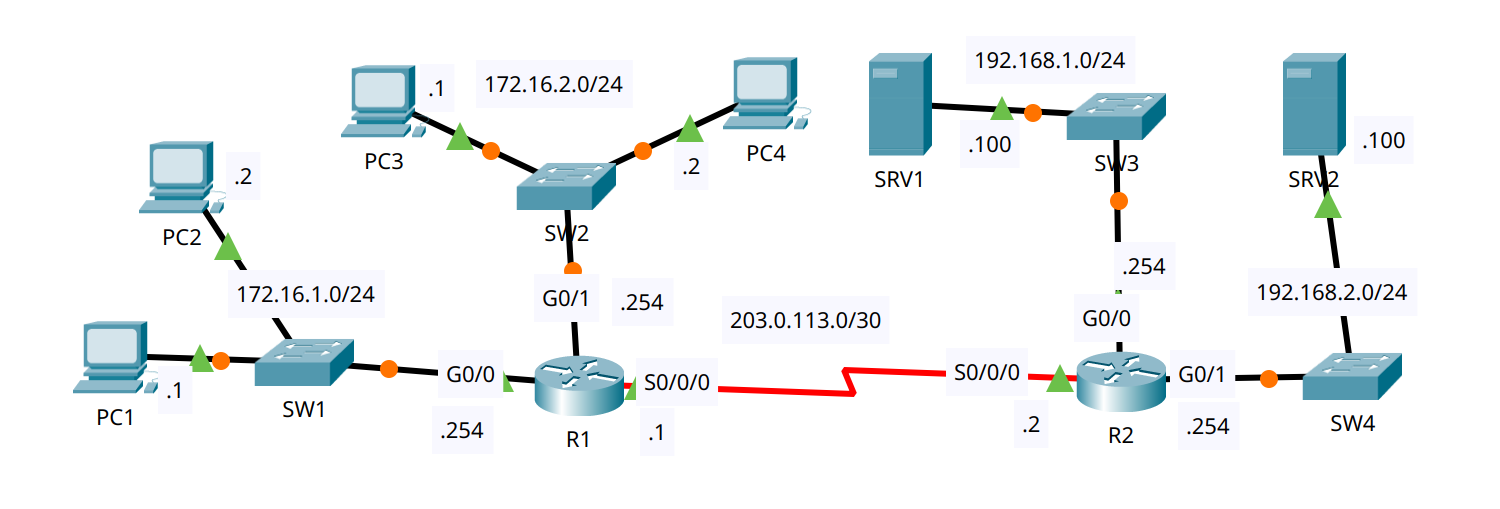 192.168.1.0/24
.1
172.16.2.0/24
PC3
PC4
.100
.100
SW3
SRV1
SRV2
.2
.2
PC2
SW2
172.16.1.0/24
G0/1
.254
203.0.113.0/30
.254
G0/0
192.168.2.0/24
PC1
.1
SW1
G0/0
.254
R1
S0/0/0
.1
S0/0/0
.2
R2
G0/1
.254
SW4